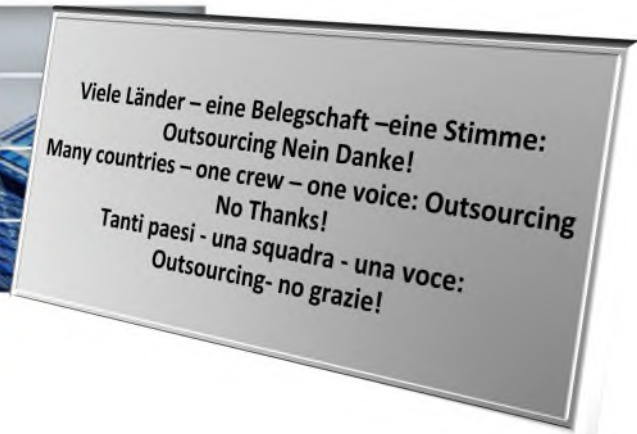 Viele Länder – eine Belegschaft –eine Stimme:
Outsourcing Nein Danke!
Many countries – one crew – one voice: Outsourcing
No Thanks!
Tanti paesi - una squadra - una voce:
Outsourcing- no grazie!